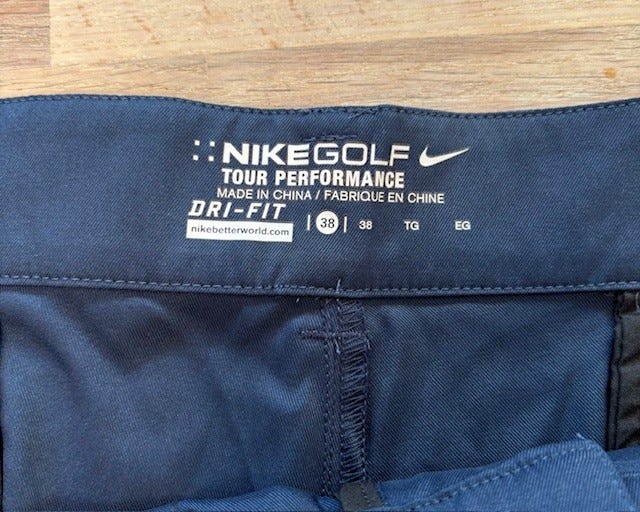 NIKEGOLF
TOUR PERFORMANCE
MADE IN CHINA / FABRIQUE EN CHINE
DRI-FIT
nikebetterworld.com | 38 | 38 TG EG